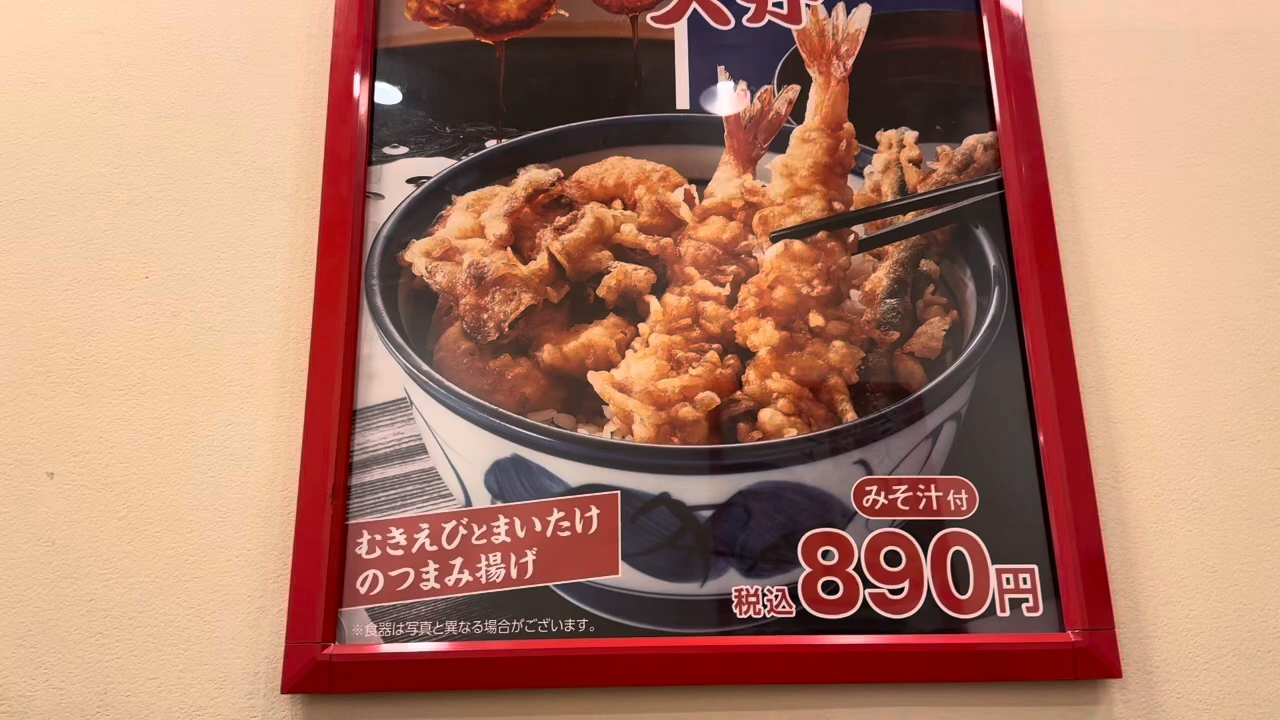 みそ汁付
税込890円
むきえびとまいたけ
のつまみ揚げ
※食器は写真と異なる場合がございます。